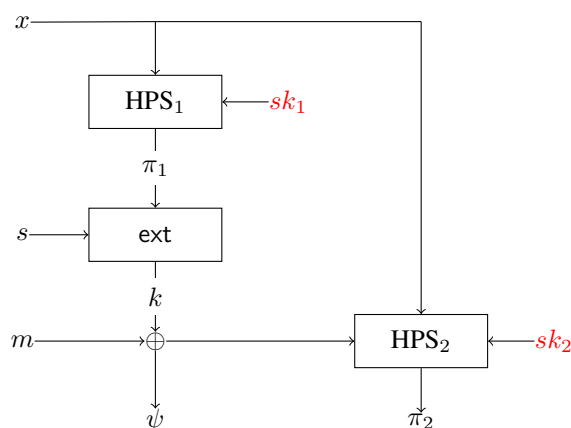 x
HPS₁ sk₁
π₁
s ext
k
m ⊕ HPS₂ sk₂
ψ π₂